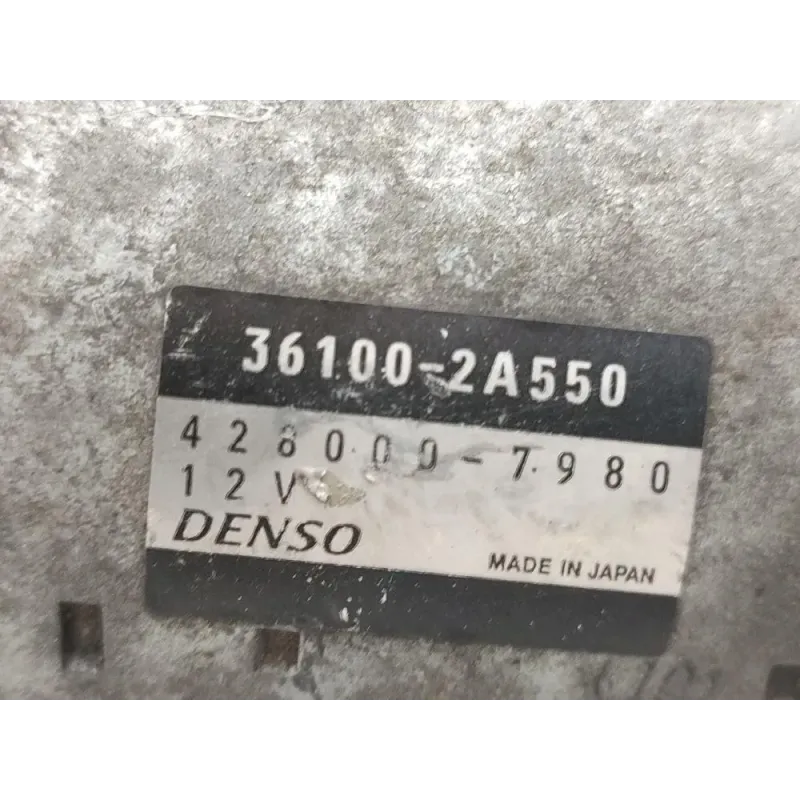 36100-2A550
428000-7980
12V
DENSO
MADE IN JAPAN